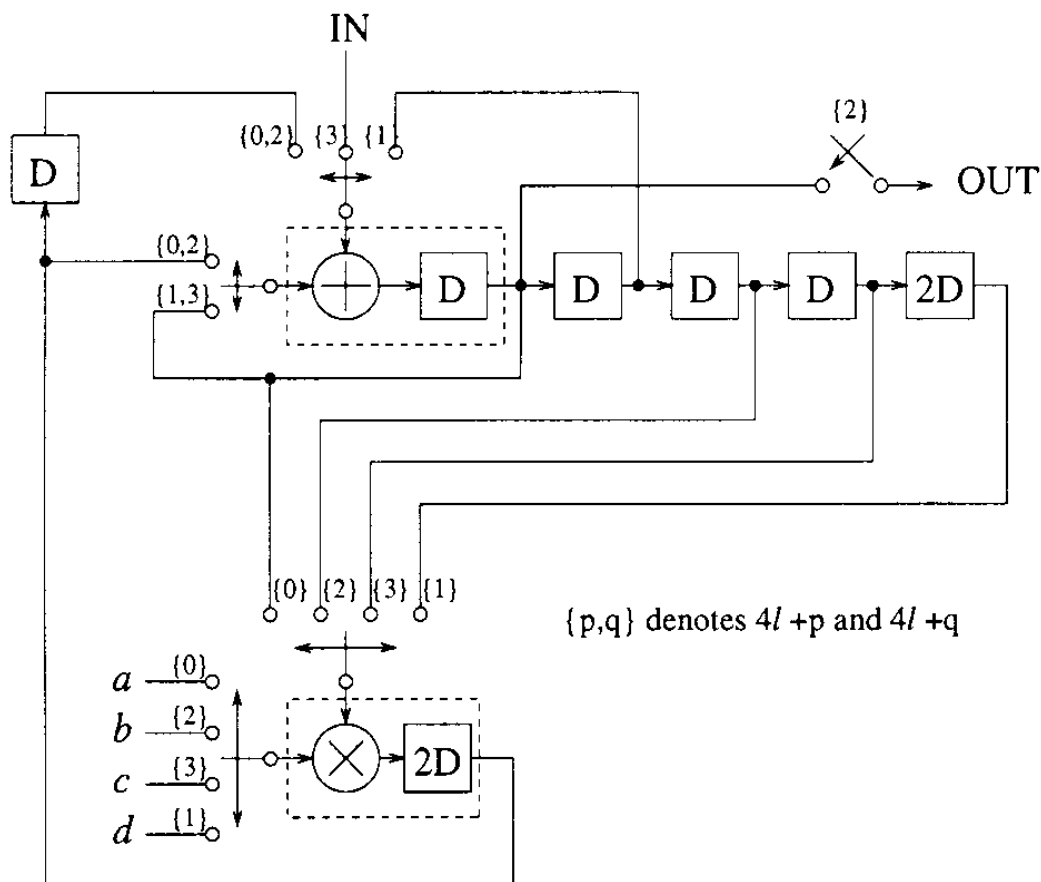 IN
{0,2} {3} {1}
{2}
D
OUT
{0,2}
{1,3}
D D D D 2D
{0} {2} {3} {1}
{p,q} denotes 4l +p and 4l +q
a {0}
b {2}
c {3}
d {1}
2D